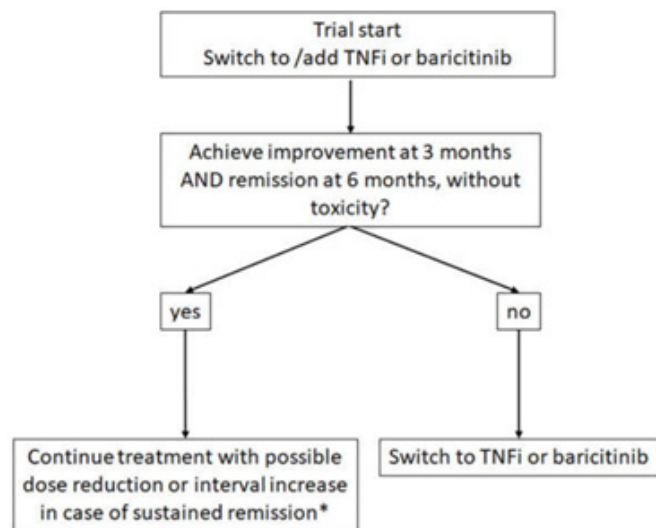 Trial start
Switch to /add TNFi or baricitinib
Achieve improvement at 3 months
AND remission at 6 months, without
toxicity?
yes
no
Continue treatment with possible
dose reduction or interval increase
in case of sustained remission*
Switch to TNFi or baricitinib